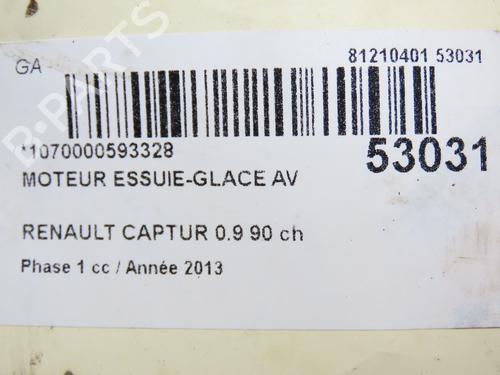 GA
81210401 53031
*1070000593328
53031
MOTEUR ESSUIE-GLACE AV
RENAULT CAPTUR 0.9 90 ch
Phase 1 cc / Année 2013
B-PARTS